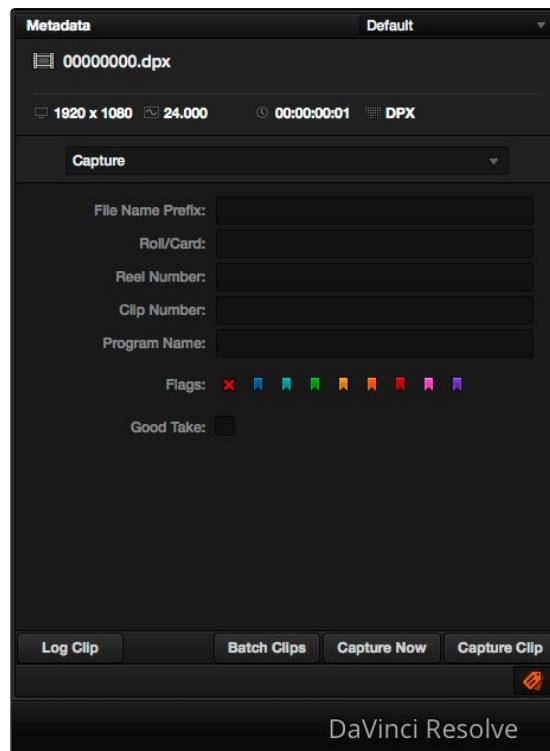 Metadata Default
00000000.dpx
1920 x 1080 24.000 00:00:00:01 DPX
Capture
File Name Prefix:
Roll/Card:
Reel Number:
Clip Number:
Program Name:
Flags:
Good Take:
Log Clip Batch Clips Capture Now Capture Clip
DaVinci Resolve